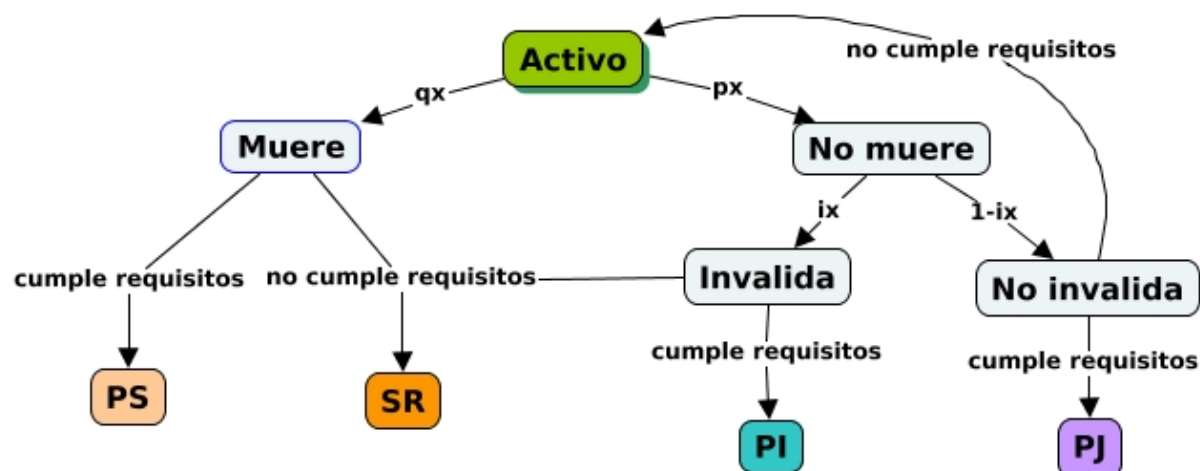 Activo
no cumple requisitos
qx
px
Muere
No muere
ix
1-ix
cumple requisitos
no cumple requisitos
Invalida
No invalida
cumple requisitos
cumple requisitos
PS
SR
PI
PJ